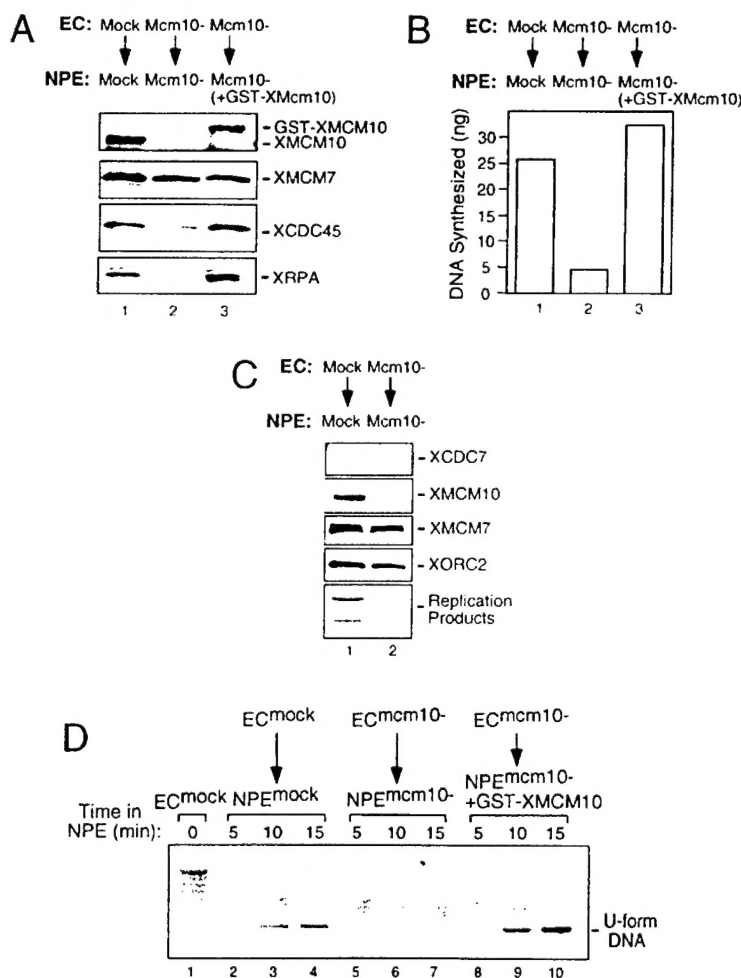 A
EC: Mock Mcm10- Mcm10-
NPE: Mock Mcm10- Mcm10-
(+GST-XMcm10)
GST-XMCM10
XMCM10
XMCM7
XCDC45
XRPA
1 2 3
B
EC: Mock Mcm10- Mcm10-
NPE: Mock Mcm10- Mcm10-
(+GST-XMcm10)
DNA Synthesized (ng)
30
25
20
15
10
5
0
1 2 3
C
EC: Mock Mcm10-
NPE: Mock Mcm10-
XCDC7
XMCM10
XMCM7
XORC2
Replication
Products
1 2
D
ECmock ECmcm10- ECmcm10-
ECmock NPEmock NPEmcm10- NPEmcm10-
+GST-XMCM10
Time in
NPE (min): 0 5 10 15 5 10 15 5 10 15
U-form
DNA
1 2 3 4 5 6 7 8 9 10